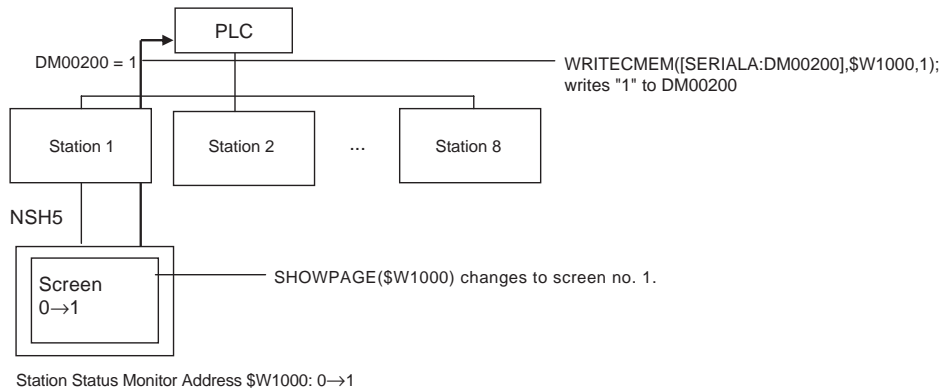 PLC
DM00200 = 1
WRITECMEM([SERIALA:DM00200],$W1000,1);
writes "1" to DM00200
Station 1
Station 2
...
Station 8
NSH5
Screen
0→1
SHOWPAGE($W1000) changes to screen no. 1.
Station Status Monitor Address $W1000: 0→1